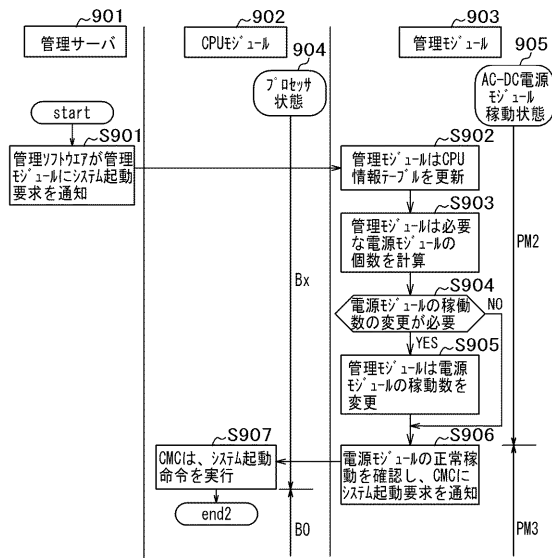 901
902
903
管理サーバ
CPUモジュール
904
管理モジュール
905
プロセッサ
状態
AC-DC電源
モジュール
稼動状態
start
S901
管理ソフトウエアが管理
モジュールにシステム起動
要求を通知
S902
管理モジュールはCPU
情報テーブルを更新
S903
管理モジュールは必要
な電源モジュールの
個数を計算
PM2
Bx
S904
電源モジュールの稼働
数の変更が必要
NO
YES
S905
管理モジュールは電源
モジュールの稼動数を
変更
S907
CMCは、システム起動
命令を実行
S906
電源モジュールの正常稼
動を確認し、CMCに
システム起動要求を通知
end2
B0
PM3